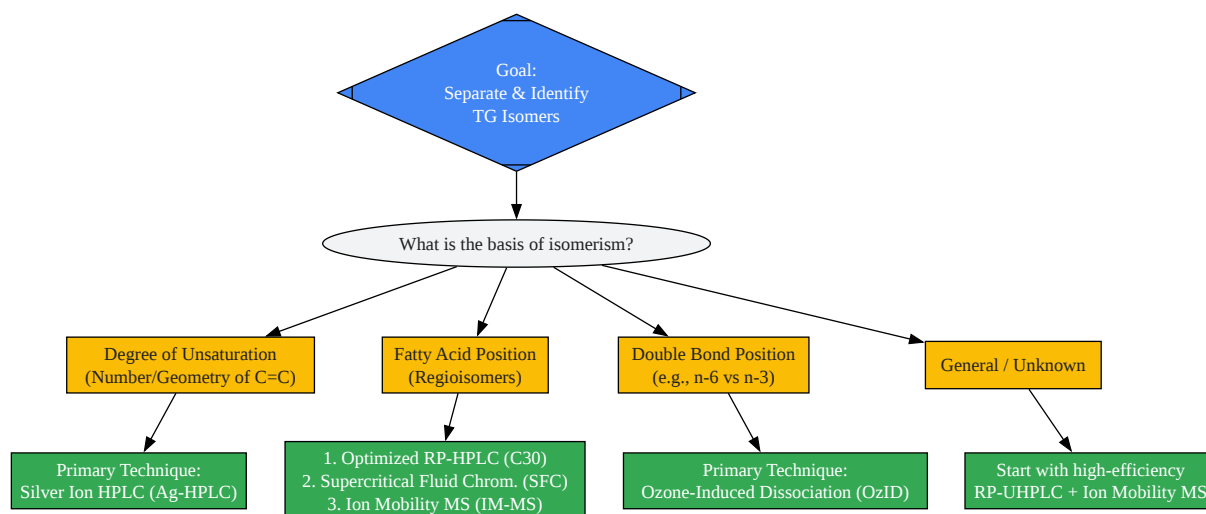 Goal:
Separate & Identify
TG Isomers
What is the basis of isomerism?
Degree of Unsaturation
(Number/Geometry of C=C)
Fatty Acid Position
(Regioisomers)
Double Bond Position
(e.g., n-6 vs n-3)
General / Unknown
Primary Technique:
Silver Ion HPLC (Ag-HPLC)
1. Optimized RP-HPLC (C30)
2. Supercritical Fluid Chrom. (SFC)
3. Ion Mobility MS (IM-MS)
Primary Technique:
Ozone-Induced Dissociation (OzID)
Start with high-efficiency
RP-UHPLC + Ion Mobility MS